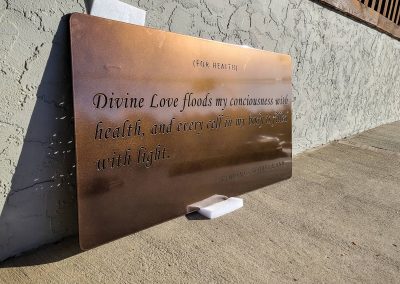 (FOR HEALTH)
Divine Love floods my conciousness with
health, and every cell in my body is filled
with light.